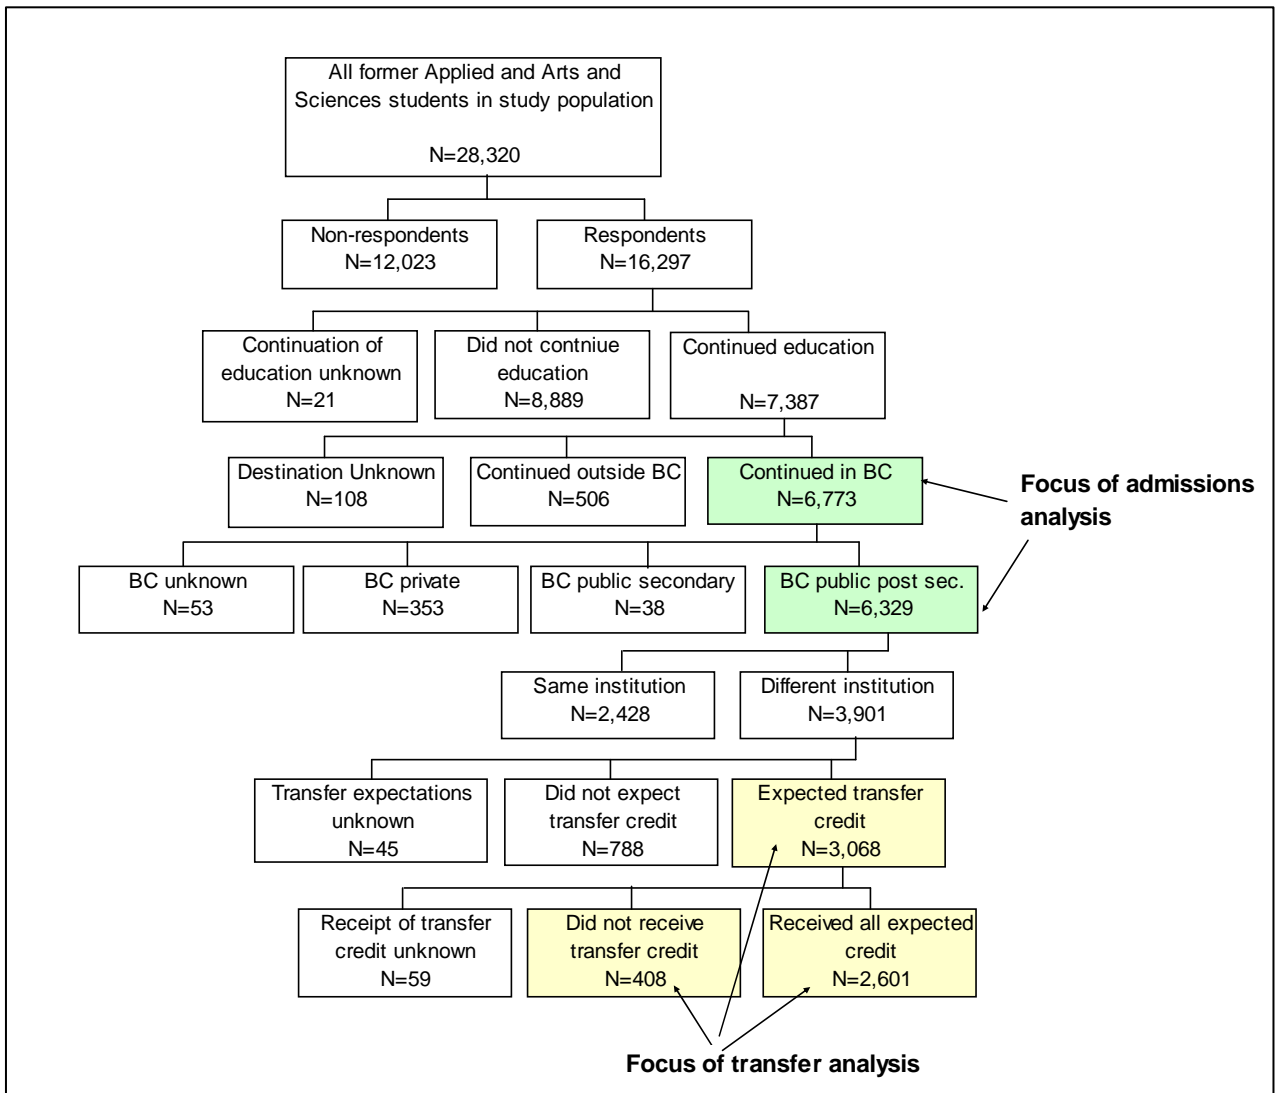 All former Applied and Arts and
Sciences students in study population
N=28,320
Non-respondents
N=12,023
Respondents
N=16,297
Continuation of
education unknown
N=21
Did not contniue
education
N=8,889
Continued education
N=7,387
Destination Unknown
N=108
Continued outside BC
N=506
Continued in BC
N=6,773
Focus of admissions
analysis
BC unknown
N=53
BC private
N=353
BC public secondary
N=38
BC public post sec.
N=6,329
Same institution
N=2,428
Different institution
N=3,901
Transfer expectations
unknown
N=45
Did not expect
transfer credit
N=788
Expected transfer
credit
N=3,068
Receipt of transfer
credit unknown
N=59
Did not receive
transfer credit
N=408
Received all expected
credit
N=2,601
Focus of transfer analysis